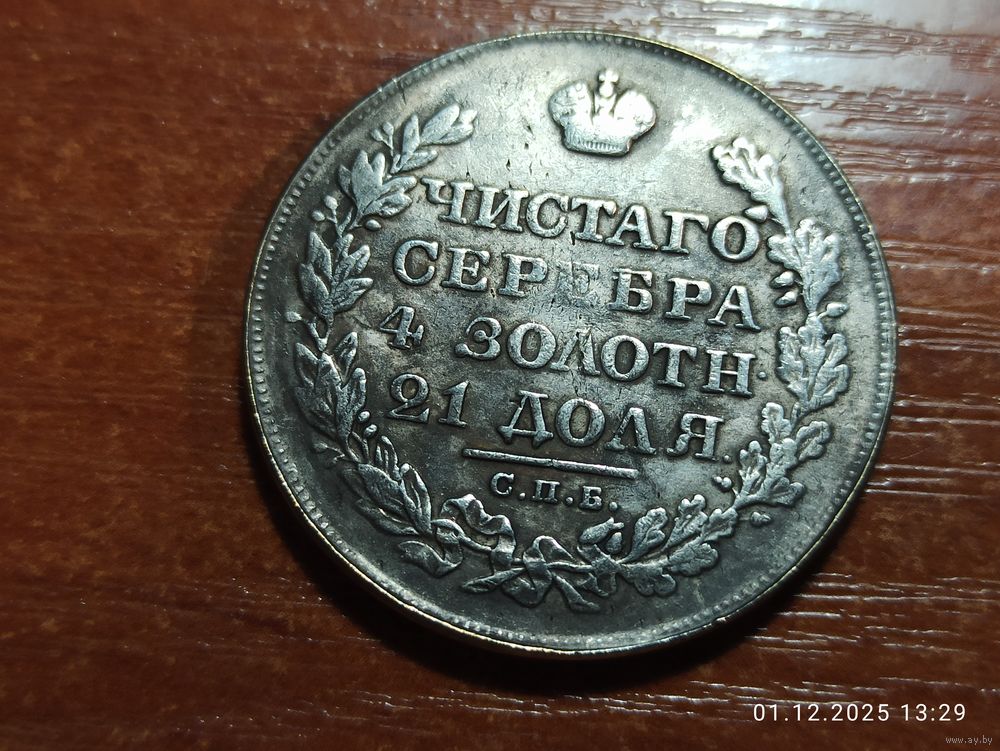 ЧИСТАГО
СЕРЕБРА
4 ЗОЛОТН.
21 ДОЛЯ.
С.П.Б.
01.12.2025 13:29
www.ay.by